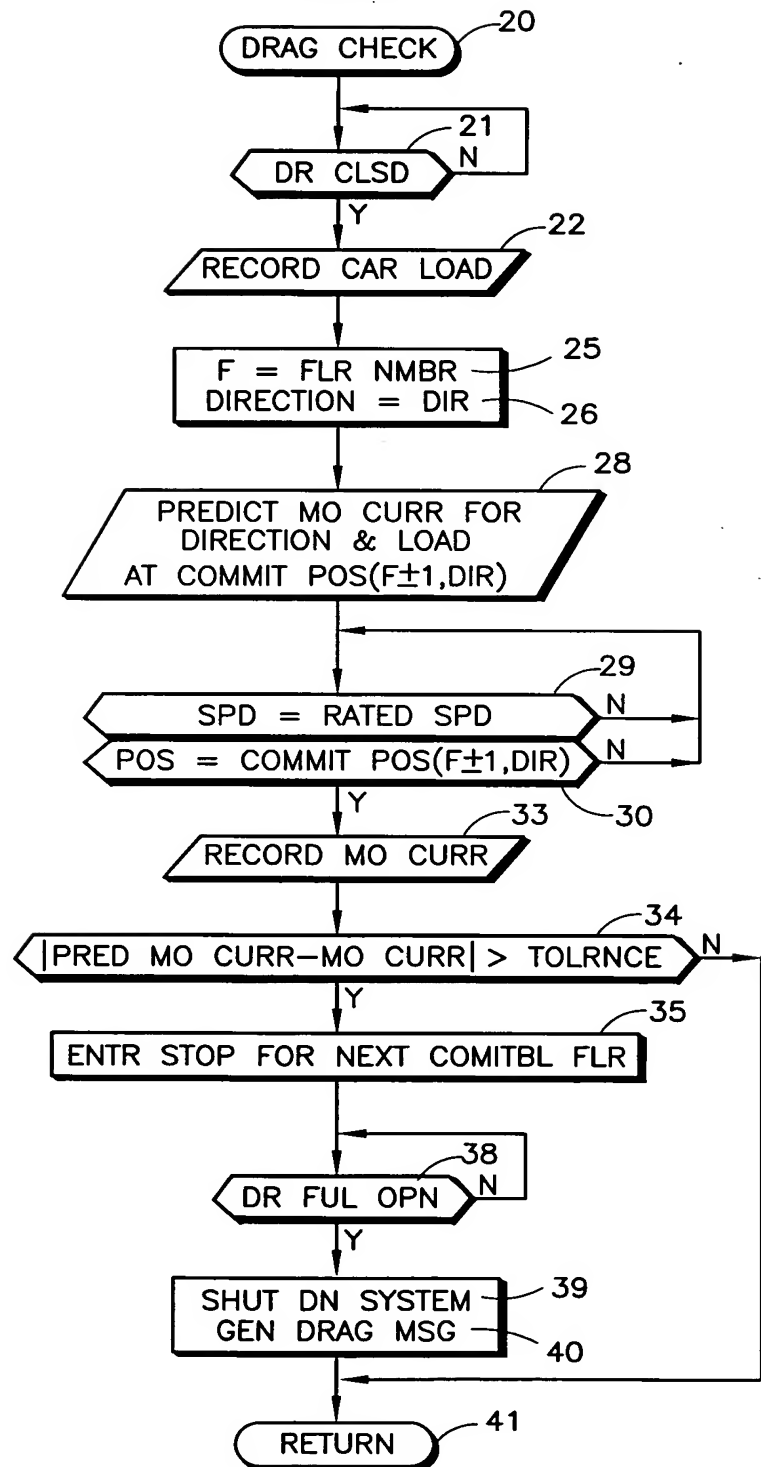 DRAG CHECK 20
21
DR CLSD N
Y
22
RECORD CAR LOAD
F = FLR NMBR 25
DIRECTION = DIR 26
28
PREDICT MO CURR FOR
DIRECTION & LOAD
AT COMMIT POS(F±1,DIR)
29
SPD = RATED SPD N
POS = COMMIT POS(F±1,DIR) N
Y 30
33
RECORD MO CURR
34
|PRED MO CURR-MO CURR| > TOLRNCE N
Y
35
ENTR STOP FOR NEXT COMITBL FLR
38
DR FUL OPN N
Y
SHUT DN SYSTEM 39
GEN DRAG MSG 40
RETURN 41